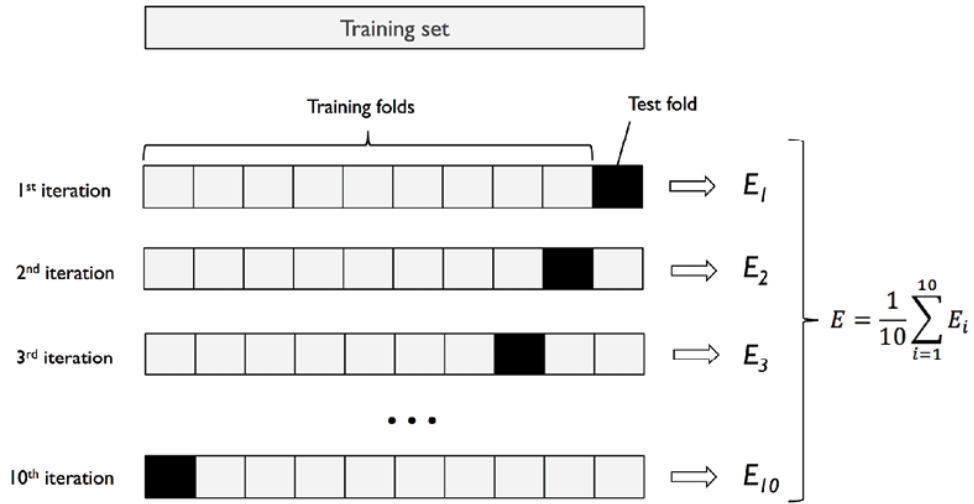 Training set
Training folds
Test fold
1st iteration
E1
2nd iteration
E2
E = 1/10 ∑ i=1 10 Ei
3rd iteration
E3
• • •
10th iteration
E10